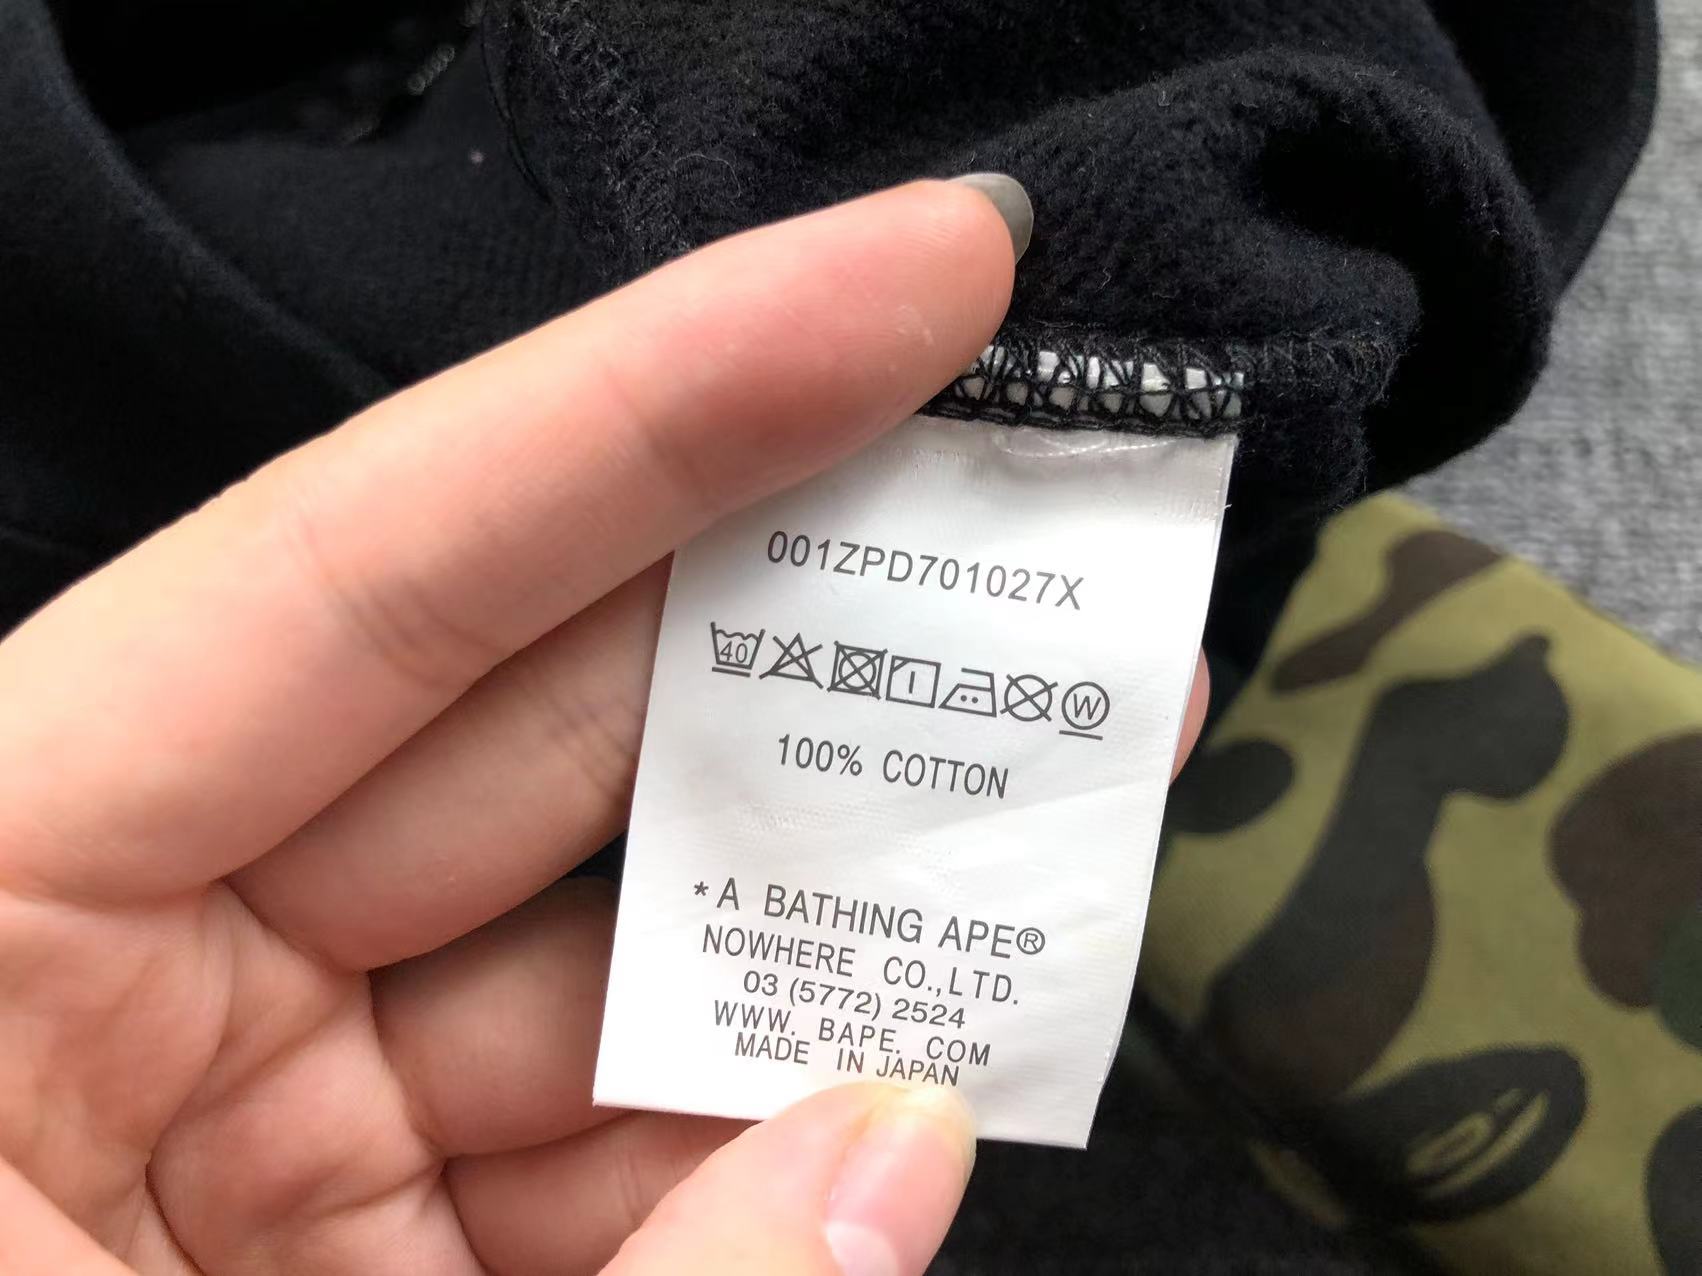 001ZPD701027X
40 W
100% COTTON
* A BATHING APE®
NOWHERE CO.,LTD.
03 (5772) 2524
WWW. BAPE. COM
MADE IN JAPAN